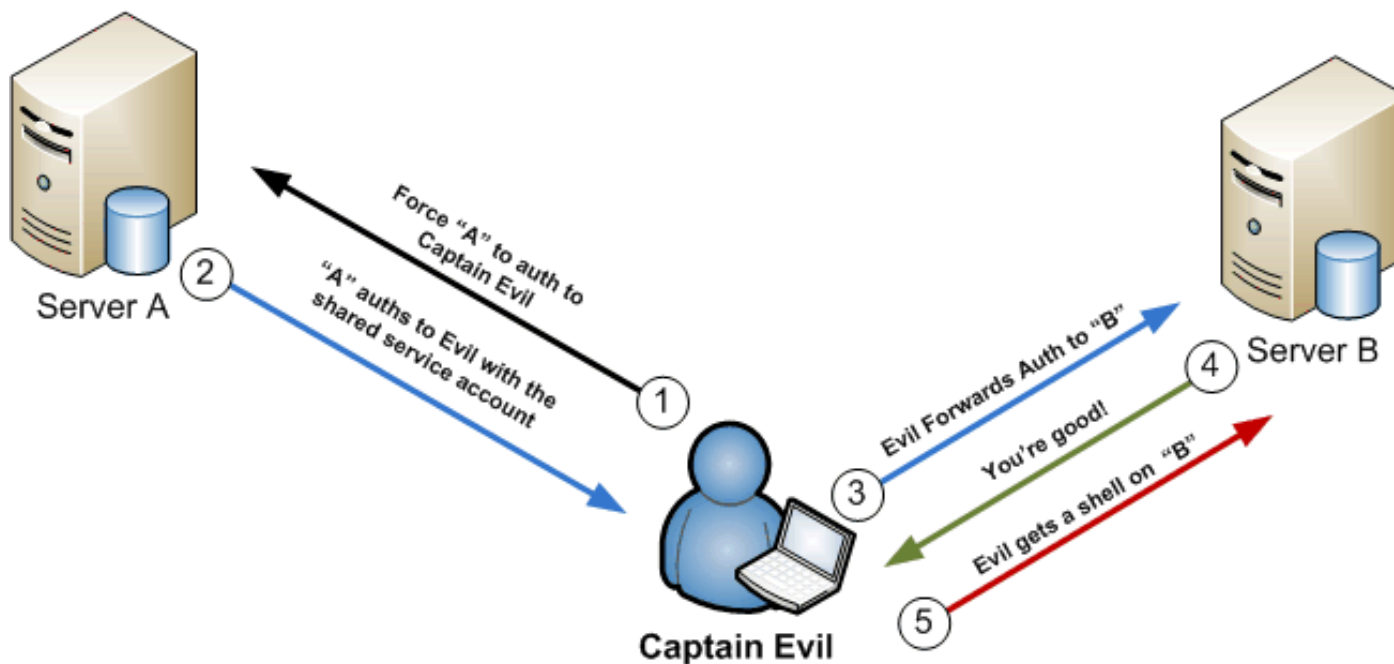 Server A
Server B
1
Force “A” to auth to
Captain Evil
2
“A” auths to Evil with the
shared service account
3
Evil Forwards Auth to “B”
4
You’re good!
5
Evil gets a shell on “B”
Captain Evil